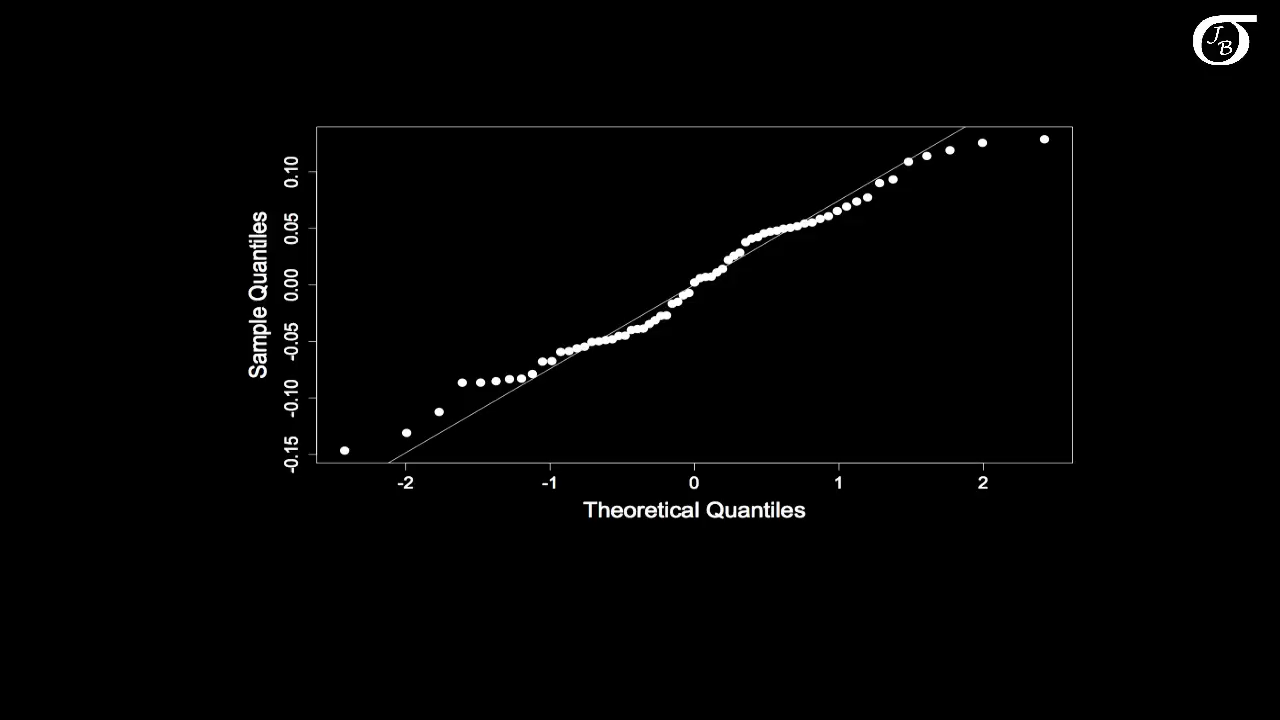 J
B
0.10
0.05
0.00
-0.05
-0.10
-0.15
Sample Quantiles
-2 -1 0 1 2
Theoretical Quantiles